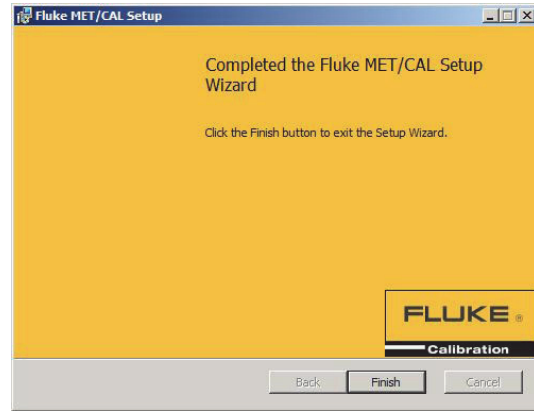 Fluke MET/CAL Setup
Completed the Fluke MET/CAL Setup
Wizard
Click the Finish button to exit the Setup Wizard.
FLUKE ®
Calibration
Back Finish Cancel